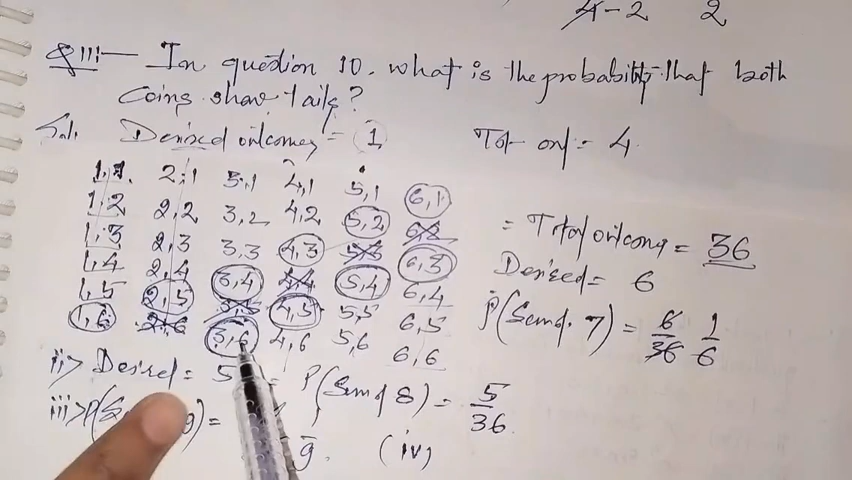 4 - 2 2
Q 11:- In question 10. what is the probability that both
coins show tails?
Sol. Desired outcomes = 1 Tot out = 4.
1,1 2,1 3,1 4,1 5,1 6,1
1,2 2,2 3,2 4,2 5,2 6,2
1,3 2,3 3,3 4,3 5,3 6,3
1,4 2,4 3,4 4,4 5,4 6,4
1,5 2,5 3,5 4,5 5,5 6,5
1,6 2,6 3,6 4,6 5,6 6,6
= Total outcomes = 36
Desired = 6
P(Sum of 7) = 6/36 1/6
ii> Desired = 5 = P(Sum of 8) = 5/36
iii> P(S 9) =
9. (iv)